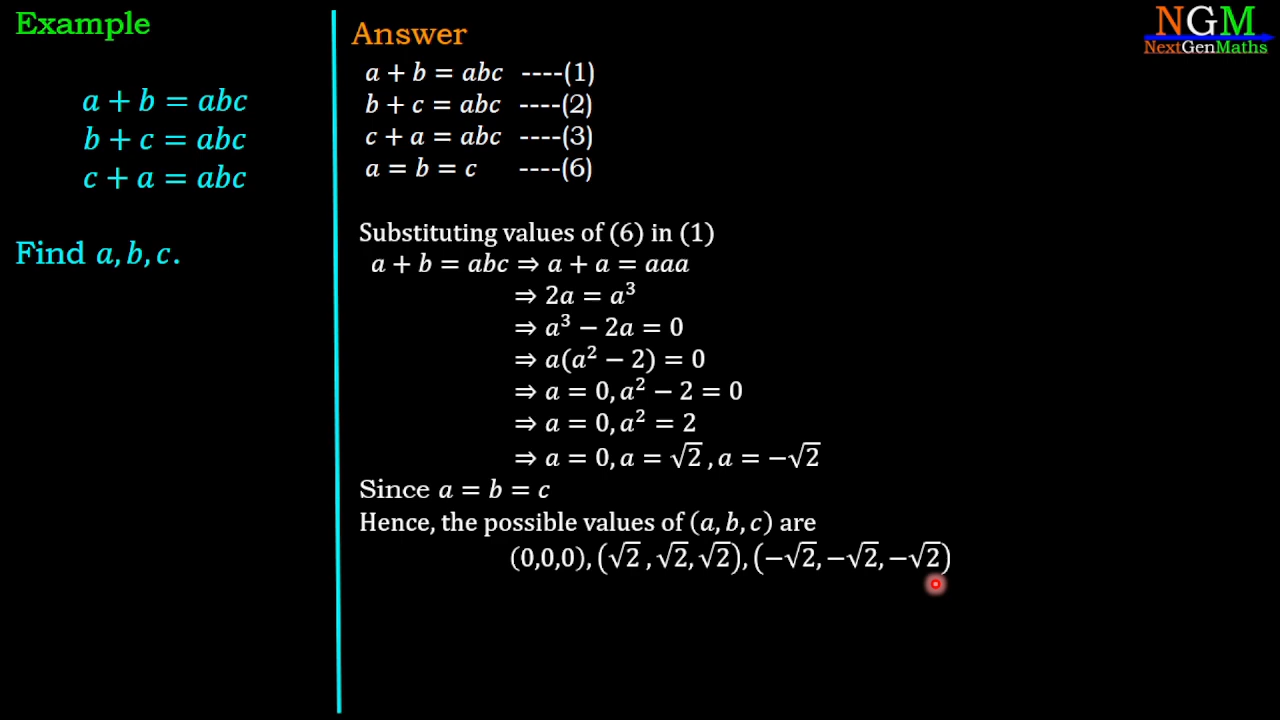 Example
a + b = abc
b + c = abc
c + a = abc
Find a, b, c.
Answer
a + b = abc ----(1)
b + c = abc ----(2)
c + a = abc ----(3)
a = b = c ----(6)
Substituting values of (6) in (1)
a + b = abc ⇒ a + a = aaa
⇒ 2a = a³
⇒ a³ − 2a = 0
⇒ a(a² − 2) = 0
⇒ a = 0, a² − 2 = 0
⇒ a = 0, a² = 2
⇒ a = 0, a = √2 , a = −√2
Since a = b = c
Hence, the possible values of (a, b, c) are
(0,0,0), (√2 , √2, √2), (−√2, −√2, −√2)
NGM
NextGenMaths